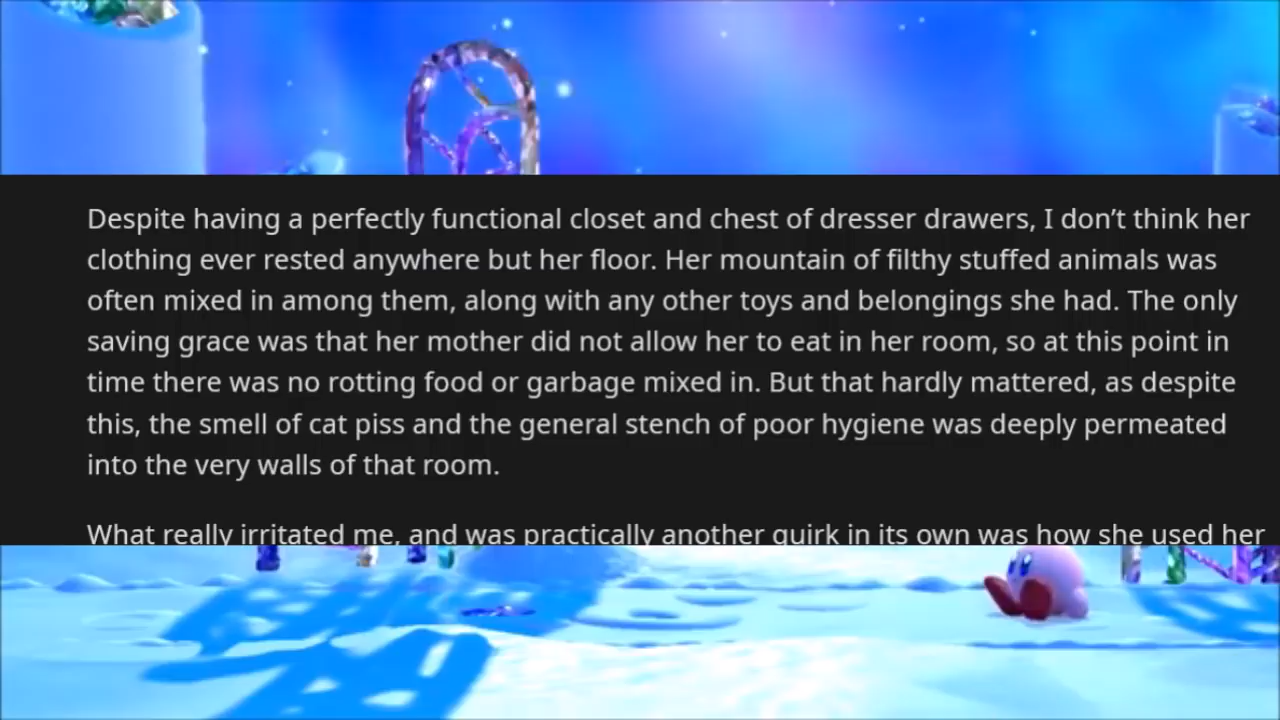 Despite having a perfectly functional closet and chest of dresser drawers, I don’t think her
clothing ever rested anywhere but her floor. Her mountain of filthy stuffed animals was
often mixed in among them, along with any other toys and belongings she had. The only
saving grace was that her mother did not allow her to eat in her room, so at this point in
time there was no rotting food or garbage mixed in. But that hardly mattered, as despite
this, the smell of cat piss and the general stench of poor hygiene was deeply permeated
into the very walls of that room.
What really irritated me, and was practically another quirk in its own was how she used her